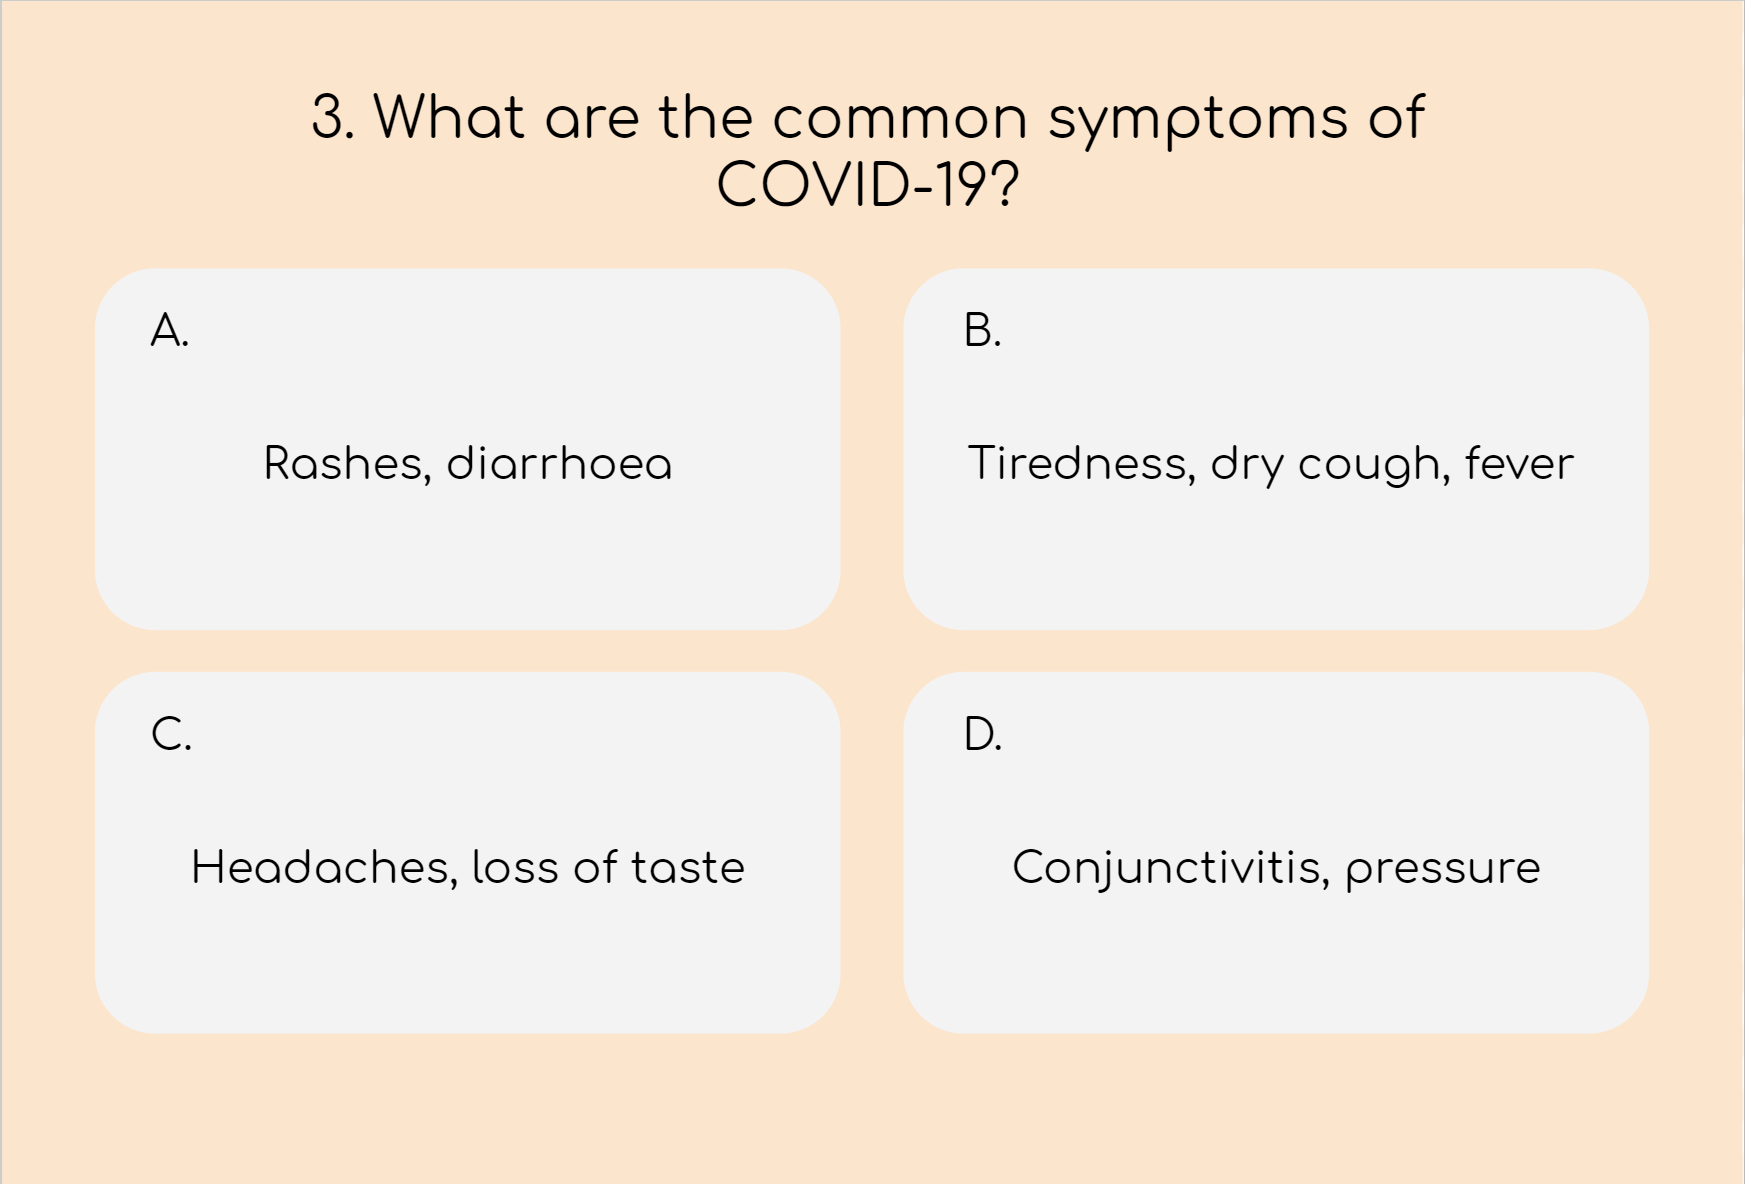 3. What are the common symptoms of
COVID-19?
A.
Rashes, diarrhoea
B.
Tiredness, dry cough, fever
C.
Headaches, loss of taste
D.
Conjunctivitis, pressure